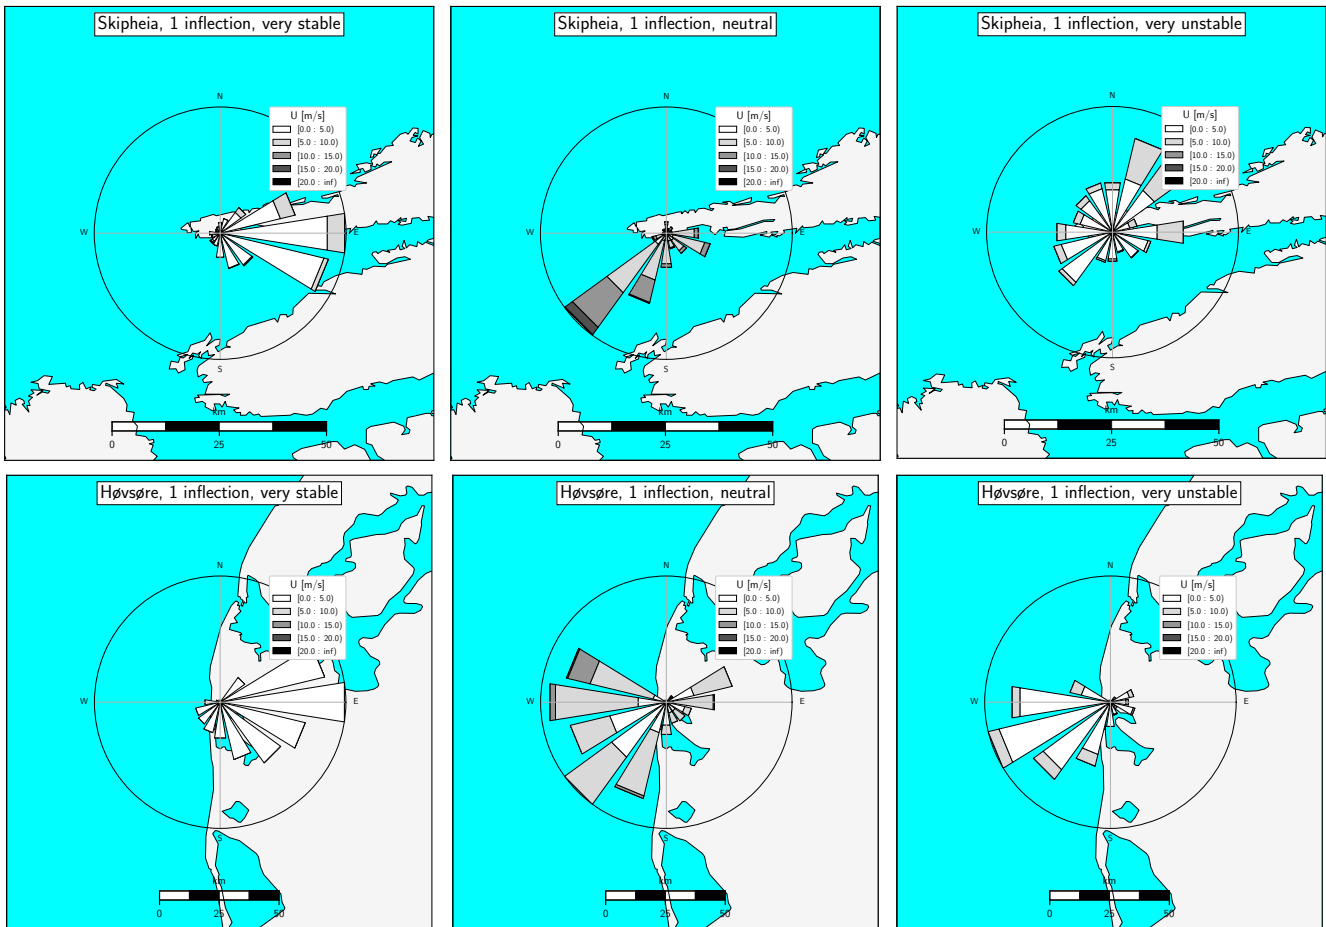 Skipheia, 1 inflection, very stable
N
U [m/s]
[0.0 : 5.0)
[5.0 : 10.0)
[10.0 : 15.0)
[15.0 : 20.0)
[20.0 : inf)
W
E
S
km
0
25
50
Skipheia, 1 inflection, neutral
N
U [m/s]
[0.0 : 5.0)
[5.0 : 10.0)
[10.0 : 15.0)
[15.0 : 20.0)
[20.0 : inf)
W
E
S
km
0
25
50
Skipheia, 1 inflection, very unstable
N
U [m/s]
[0.0 : 5.0)
[5.0 : 10.0)
[10.0 : 15.0)
[15.0 : 20.0)
[20.0 : inf)
W
E
S
km
0
25
50
Høvsøre, 1 inflection, very stable
N
U [m/s]
[0.0 : 5.0)
[5.0 : 10.0)
[10.0 : 15.0)
[15.0 : 20.0)
[20.0 : inf)
W
E
S
km
0
25
50
Høvsøre, 1 inflection, neutral
N
U [m/s]
[0.0 : 5.0)
[5.0 : 10.0)
[10.0 : 15.0)
[15.0 : 20.0)
[20.0 : inf)
W
E
S
km
0
25
50
Høvsøre, 1 inflection, very unstable
N
U [m/s]
[0.0 : 5.0)
[5.0 : 10.0)
[10.0 : 15.0)
[15.0 : 20.0)
[20.0 : inf)
W
E
S
km
0
25
50